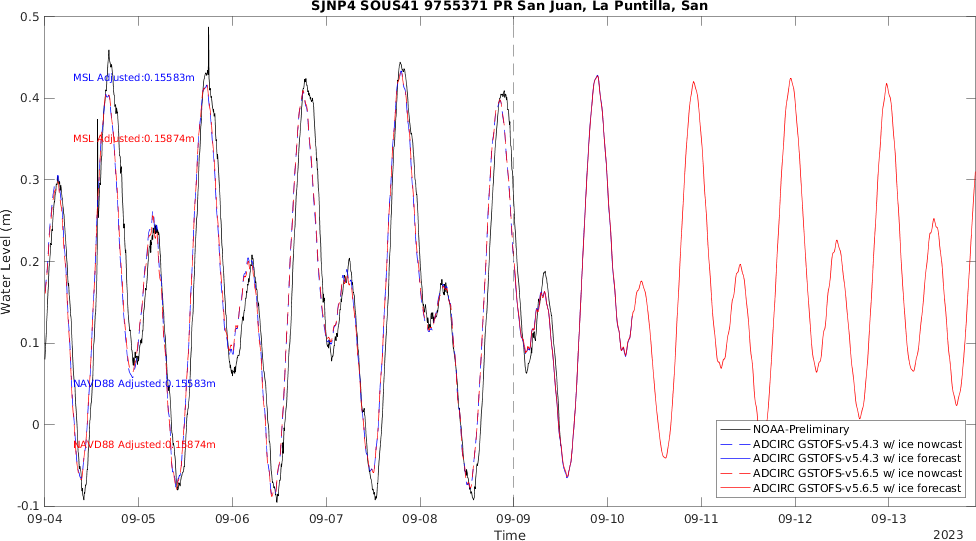 SJNP4 SOUS41 9755371 PR San Juan, La Puntilla, San
0.5
MSL Adjusted:0.15583m
0.4
MSL Adjusted:0.15874m
0.3
0.2
Water Level (m)
0.1
NAVD88 Adjusted:0.15583m
0
NAVD88 Adjusted:0.15874m
-0.1
NOAA-Preliminary
ADCIRC GSTOFS-v5.4.3 w/ ice nowcast
ADCIRC GSTOFS-v5.4.3 w/ ice forecast
ADCIRC GSTOFS-v5.6.5 w/ ice nowcast
ADCIRC GSTOFS-v5.6.5 w/ ice forecast
09-04 09-05 09-06 09-07 09-08 09-09 09-10 09-11 09-12 09-13
Time
2023